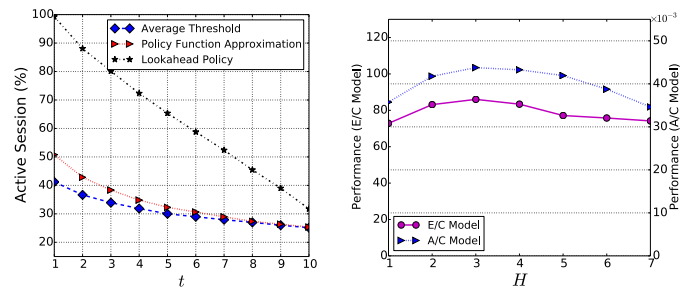 100
90
80
70
60
50
40
30
20
Active Session (%)
Average Threshold
Policy Function Approximation
Lookahead Policy
1 2 3 4 5 6 7 8 9 10
t
120
100
80
60
40
20
0
Performance (E/C Model)
E/C Model
A/C Model
1 2 3 4 5 6 7
H
×10⁻³
50
40
30
20
10
0
Performance (A/C Model)